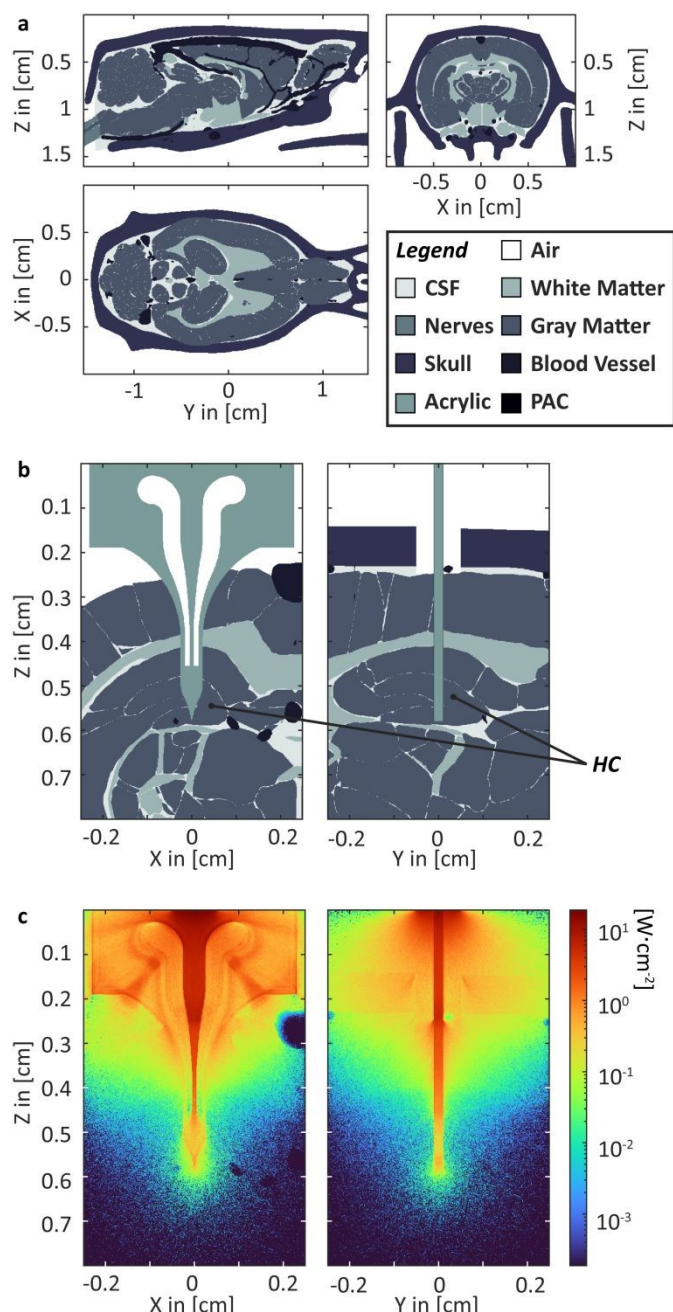 a
Z in [cm]
0.5
1
1.5
0.5
1
1.5
Z in [cm]
-0.5 0 0.5
X in [cm]
X in [cm]
0.5
0
-0.5
-1 0 1
Y in [cm]
Legend
Air
CSF
White Matter
Nerves
Gray Matter
Skull
Blood Vessel
Acrylic
PAC
b
Z in [cm]
0.1
0.2
0.3
0.4
0.5
0.6
0.7
HC
-0.2 0 0.2
X in [cm]
-0.2 0 0.2
Y in [cm]
c
Z in [cm]
0.1
0.2
0.3
0.4
0.5
0.6
0.7
-0.2 0 0.2
X in [cm]
-0.2 0 0.2
Y in [cm]
[W·cm⁻²]
10¹
10⁰
10⁻¹
10⁻²
10⁻³